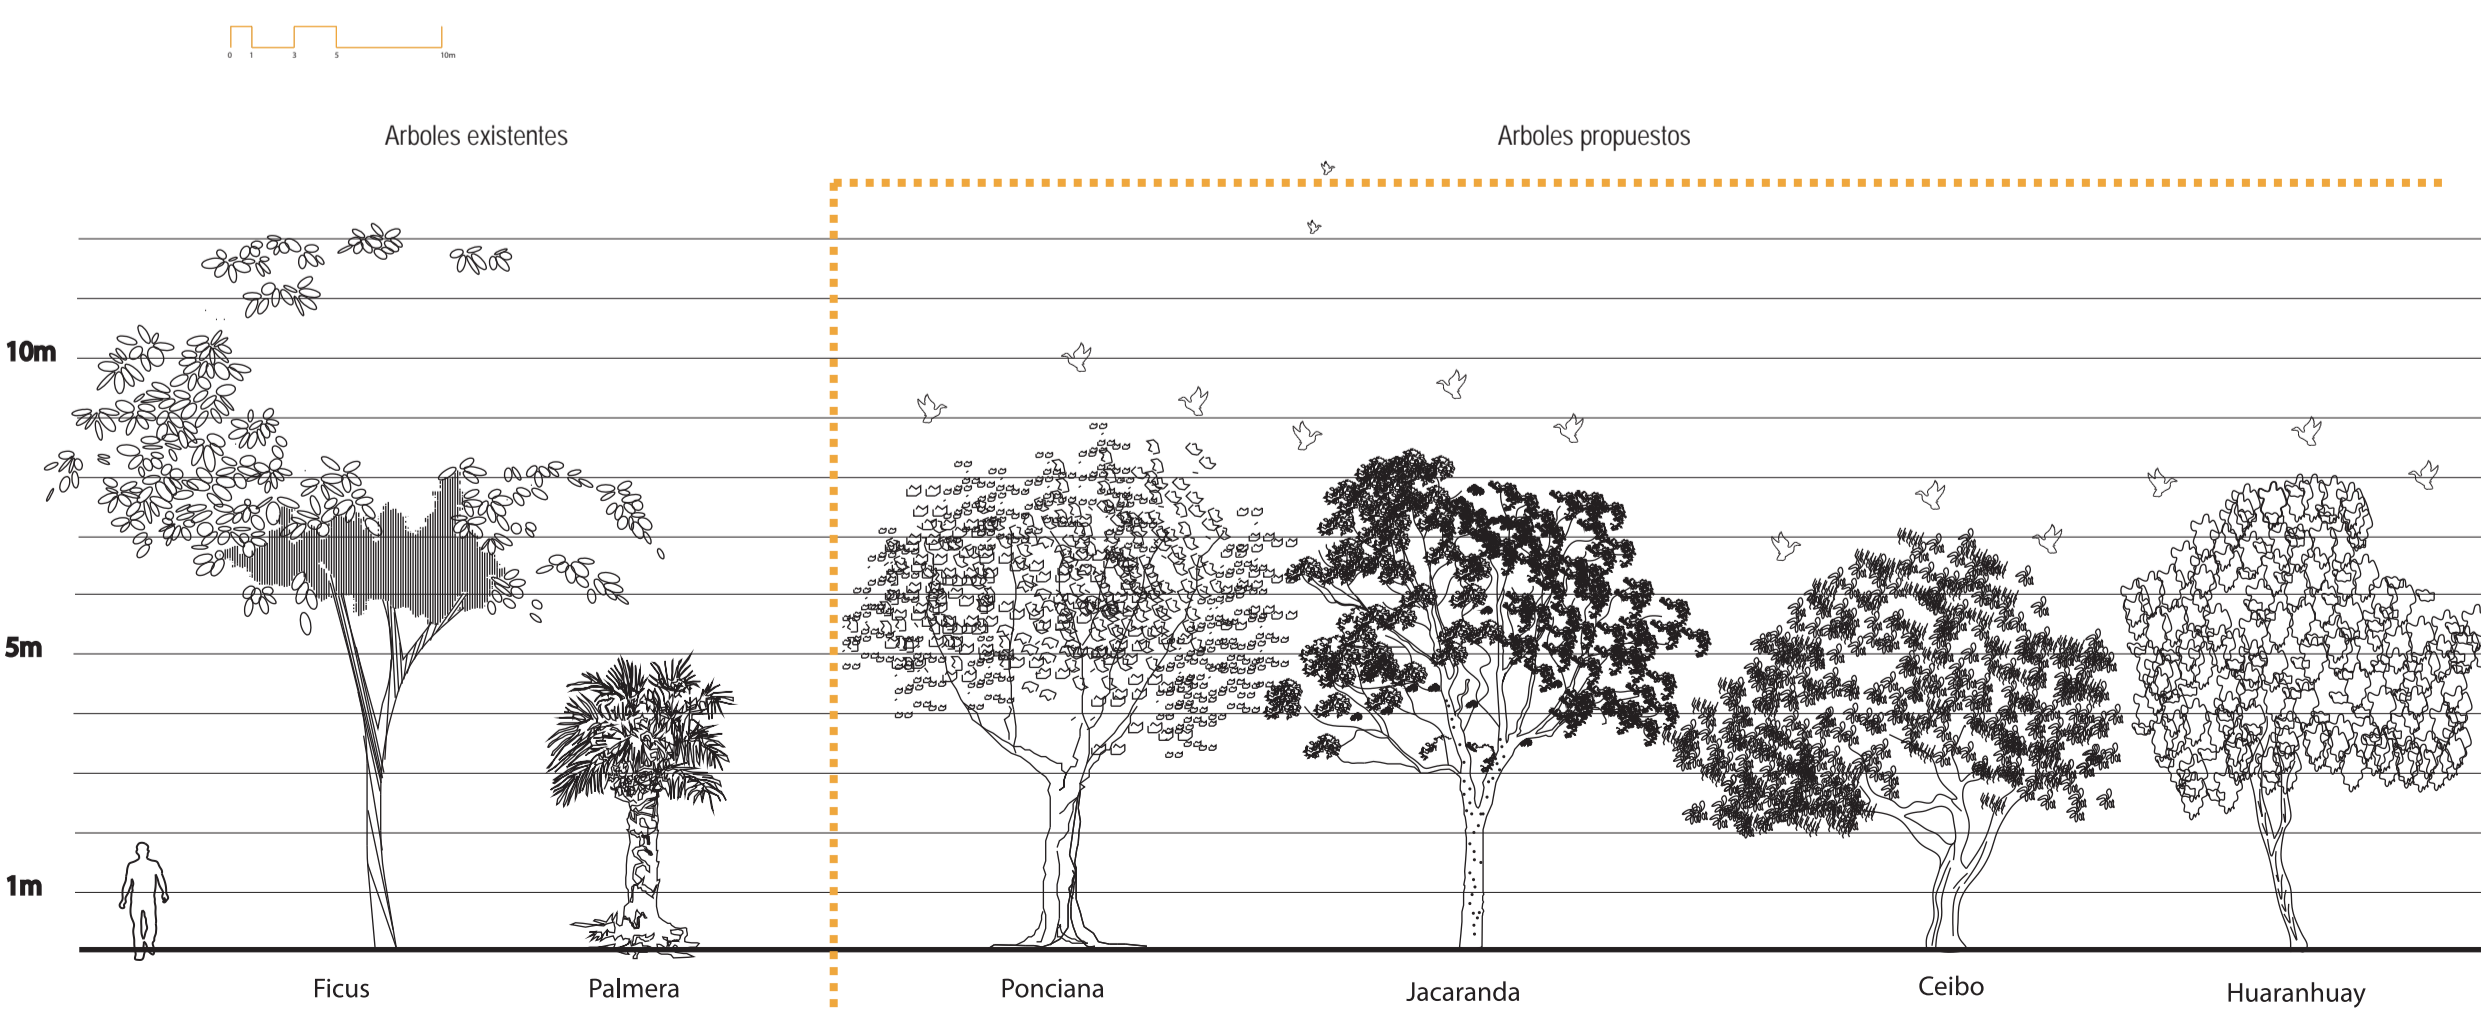 0 1 3 5 10m
Arboles existentes
Arboles propuestos
10m
5m
1m
Ficus
Palmera
Ponciana
Jacaranda
Ceibo
Huaranhuay